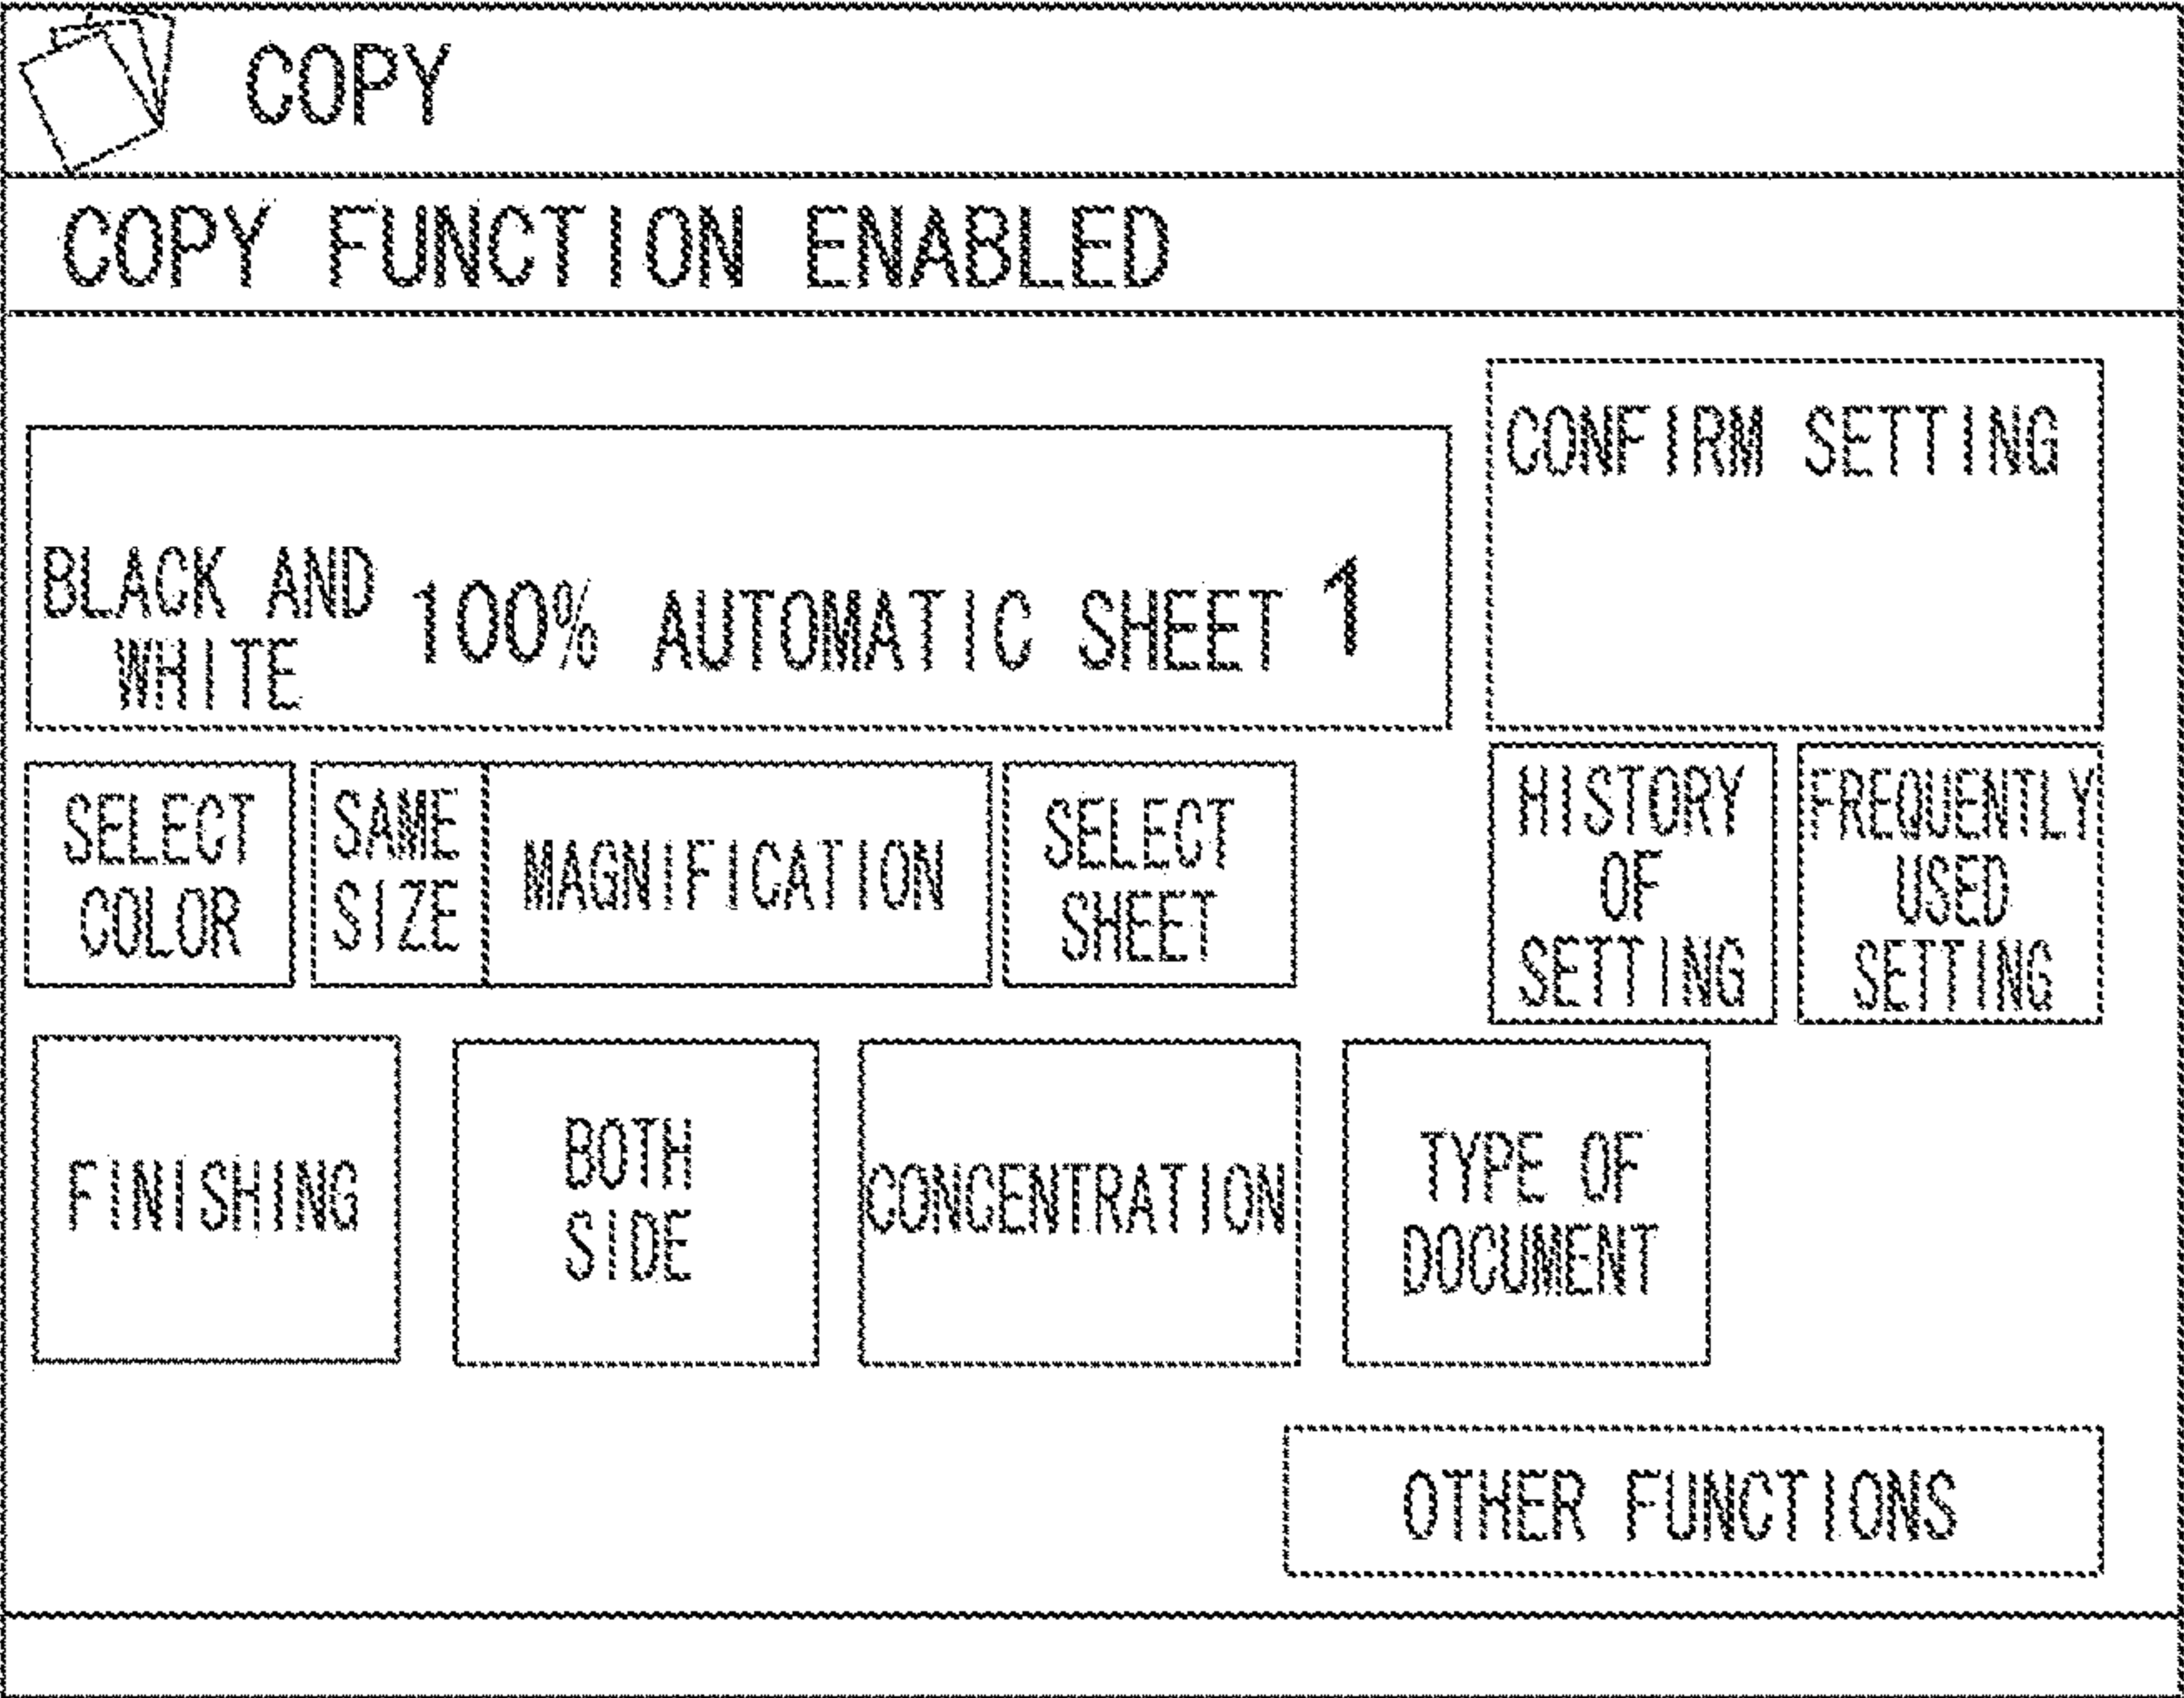 COPY
COPY FUNCTION ENABLED
CONFIRM SETTING
BLACK AND
WHITE
100% AUTOMATIC SHEET 1
SELECT
COLOR
SAME
SIZE
MAGNIFICATION
SELECT
SHEET
HISTORY
OF
SETTING
FREQUENTLY
USED
SETTING
FINISHING
BOTH
SIDE
CONCENTRATION
TYPE OF
DOCUMENT
OTHER FUNCTIONS